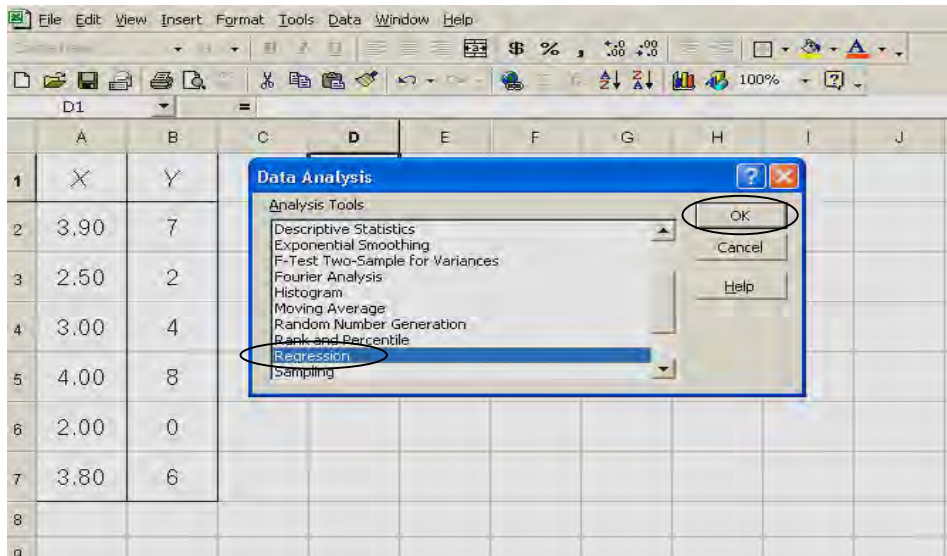 File Edit View Insert Format Tools Data Window Help
$ % , .00 .00
100%
D1 =
A B C D E F G H I J
1 X Y
2 3.90 7
3 2.50 2
4 3.00 4
5 4.00 8
6 2.00 0
7 3.80 6
8
9
Data Analysis
Analysis Tools
Descriptive Statistics
Exponential Smoothing
F-Test Two-Sample for Variances
Fourier Analysis
Histogram
Moving Average
Random Number Generation
Rank and Percentile
Regression
Sampling
OK
Cancel
Help